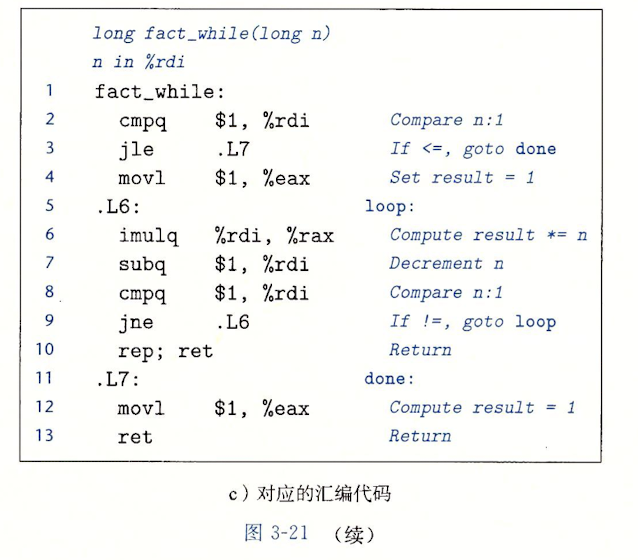 long fact_while(long n)
n in %rdi
1 fact_while:
2 cmpq $1, %rdi Compare n:1
3 jle .L7 If <=, goto done
4 movl $1, %eax Set result = 1
5 .L6: loop:
6 imulq %rdi, %rax Compute result *= n
7 subq $1, %rdi Decrement n
8 cmpq $1, %rdi Compare n:1
9 jne .L6 If !=, goto loop
10 rep; ret Return
11 .L7: done:
12 movl $1, %eax Compute result = 1
13 ret Return
c）对应的汇编代码
图 3-21 （续）